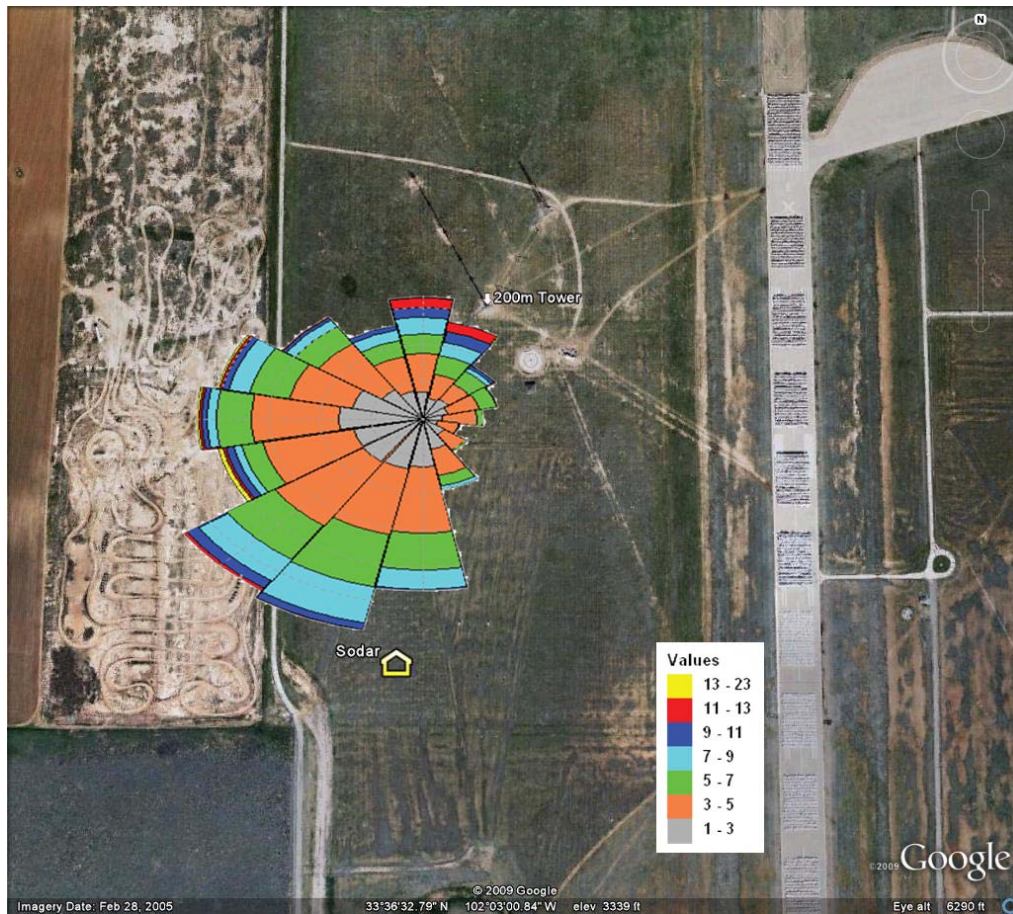 N
200m Tower
Sodar
Values
13 - 23
11 - 13
9 - 11
7 - 9
5 - 7
3 - 5
1 - 3
©2009 Google
© 2009 Google
Imagery Date: Feb 28, 2005 33°36'32.79" N 102°03'00.84" W elev 3339 ft Eye alt 6290 ft